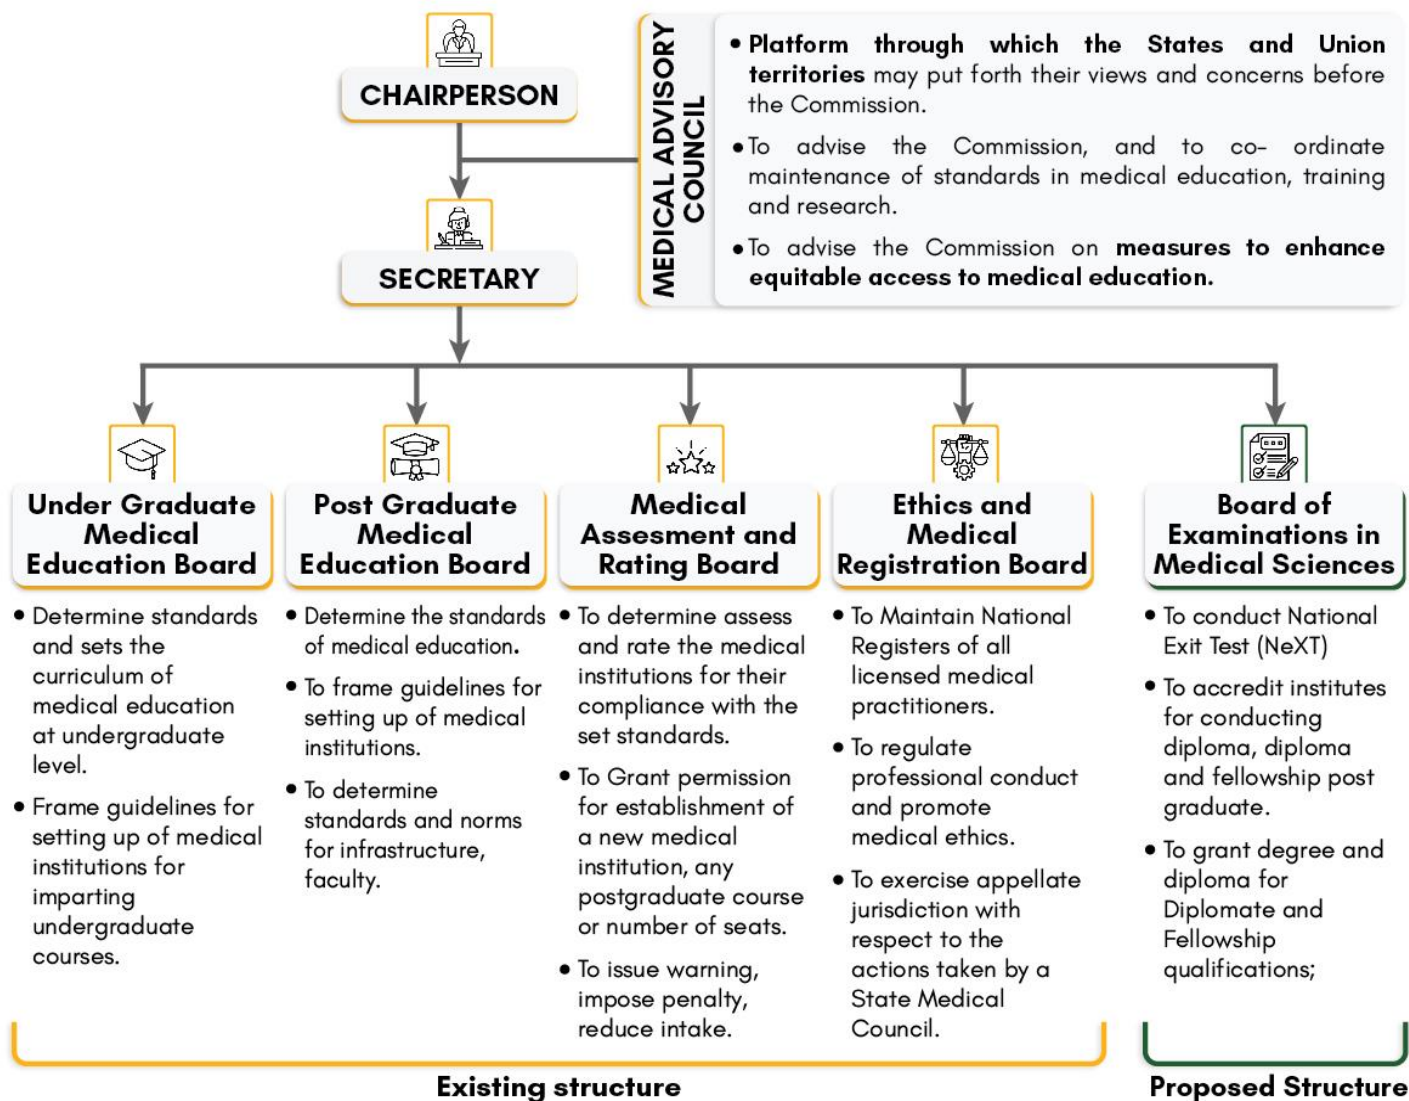 CHAIRPERSON
SECRETARY
MEDICAL ADVISORY
COUNCIL
• Platform through which the States and Union
territories may put forth their views and concerns before
the Commission.
• To advise the Commission, and to co- ordinate
maintenance of standards in medical education, training
and research.
• To advise the Commission on measures to enhance
equitable access to medical education.
Under Graduate
Medical
Education Board
• Determine standards
and sets the
curriculum of
medical education
at undergraduate
level.
• Frame guidelines for
setting up of medical
institutions for
imparting
undergraduate
courses.
Post Graduate
Medical
Education Board
• Determine the standards
of medical education.
• To frame guidelines for
setting up of medical
institutions.
• To determine
standards and norms
for infrastructure,
faculty.
Medical
Assesment and
Rating Board
• To determine assess
and rate the medical
institutions for their
compliance with the
set standards.
• To Grant permission
for establishment of
a new medical
institution, any
postgraduate course
or number of seats.
• To issue warning,
impose penalty,
reduce intake.
Ethics and
Medical
Registration Board
• To Maintain National
Registers of all
licensed medical
practitioners.
• To regulate
professional conduct
and promote
medical ethics.
• To exercise appellate
jurisdiction with
respect to the
actions taken by a
State Medical
Council.
Board of
Examinations in
Medical Sciences
• To conduct National
Exit Test (NeXT)
• To accredit institutes
for conducting
diploma, diploma
and fellowship post
graduate.
• To grant degree and
diploma for
Diplomate and
Fellowship
qualifications;
Existing structure
Proposed Structure